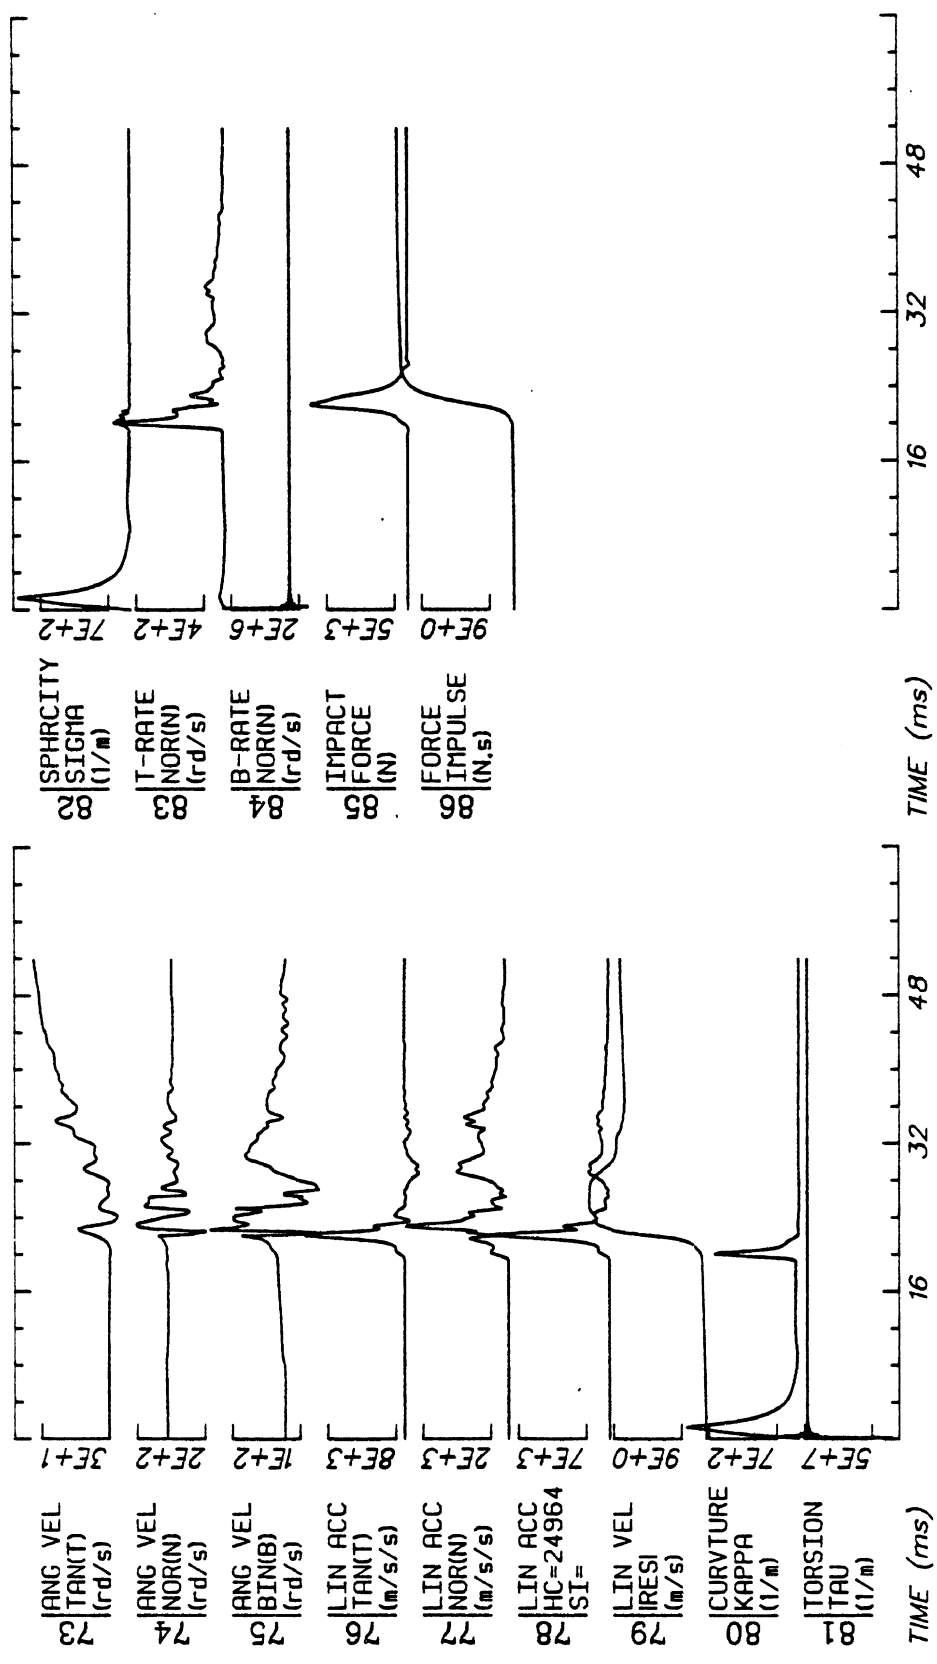 73 ANG VEL
TAN(T)
(rd/s)
3E+1
74 ANG VEL
NOR(N)
(rd/s)
2E+2
75 ANG VEL
BIN(B)
(rd/s)
1E+2
76 LIN ACC
TAN(T)
(m/s/s)
8E+3
77 LIN ACC
NOR(N)
(m/s/s)
2E+3
78 LIN ACC
HC=24964
SI=
7E+3
79 LIN VEL
|RES|
(m/s)
9E+0
80 CURVTURE
KAPPA
(1/m)
7E+2
81 TORSION
TAU
(1/m)
5E+7
TIME (ms)
16 32 48
82 SPHRCITY
SIGMA
(1/m)
7E+2
83 T-RATE
NOR(N)
(rd/s)
4E+2
84 B-RATE
NOR(N)
(rd/s)
2E+6
85 IMPACT
FORCE
(N)
5E+3
86 FORCE
IMPULSE
(N.s)
9E+0
TIME (ms)
16 32 48